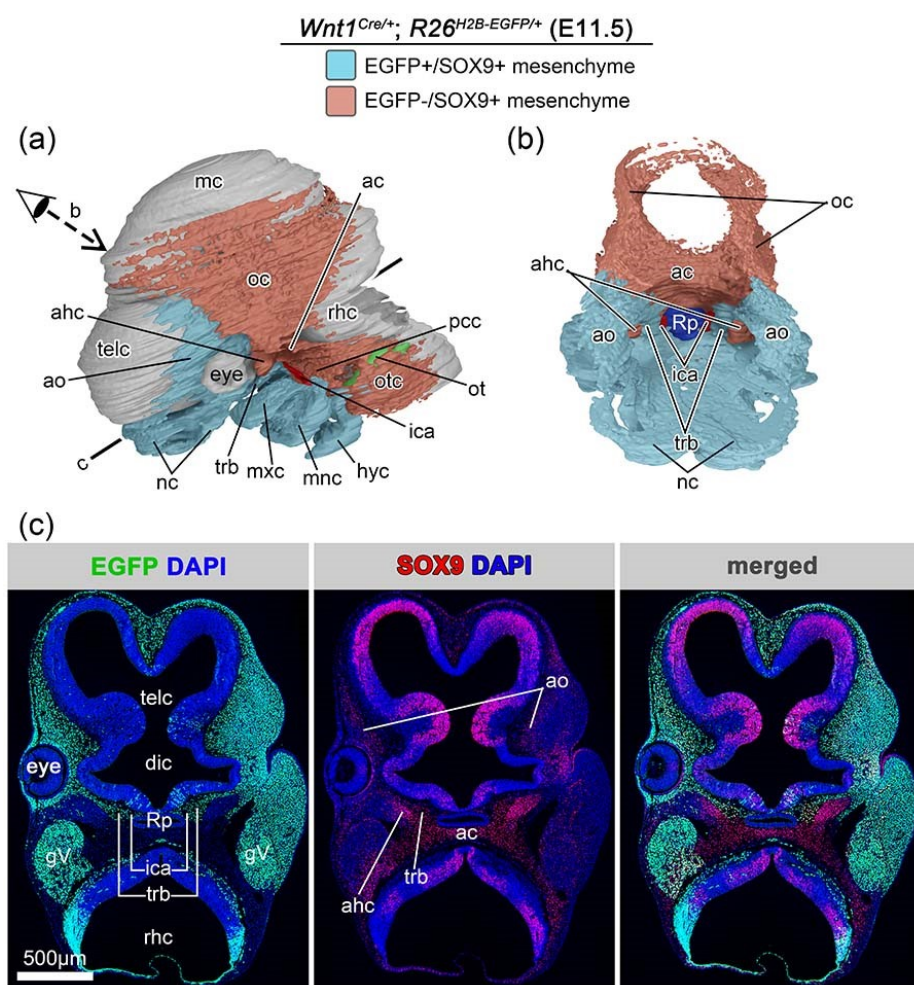 Wnt1Cre/+; R26H2B-EGFP/+ (E11.5)
EGFP+/SOX9+ mesenchyme
EGFP-/SOX9+ mesenchyme
(a)
(b)
mc
ac
b
oc
oc
ahc
rhc
pcc
ahc
ac
telc
ao
eye
otc
ot
ao
Rp
ao
ica
ica
c
nc
trb
mxc
mnc
hyc
trb
nc
(c)
EGFP DAPI
SOX9 DAPI
merged
telc
ao
eye
dic
Rp
ac
gV
gV
ica
trb
trb
ahc
rhc
500μm